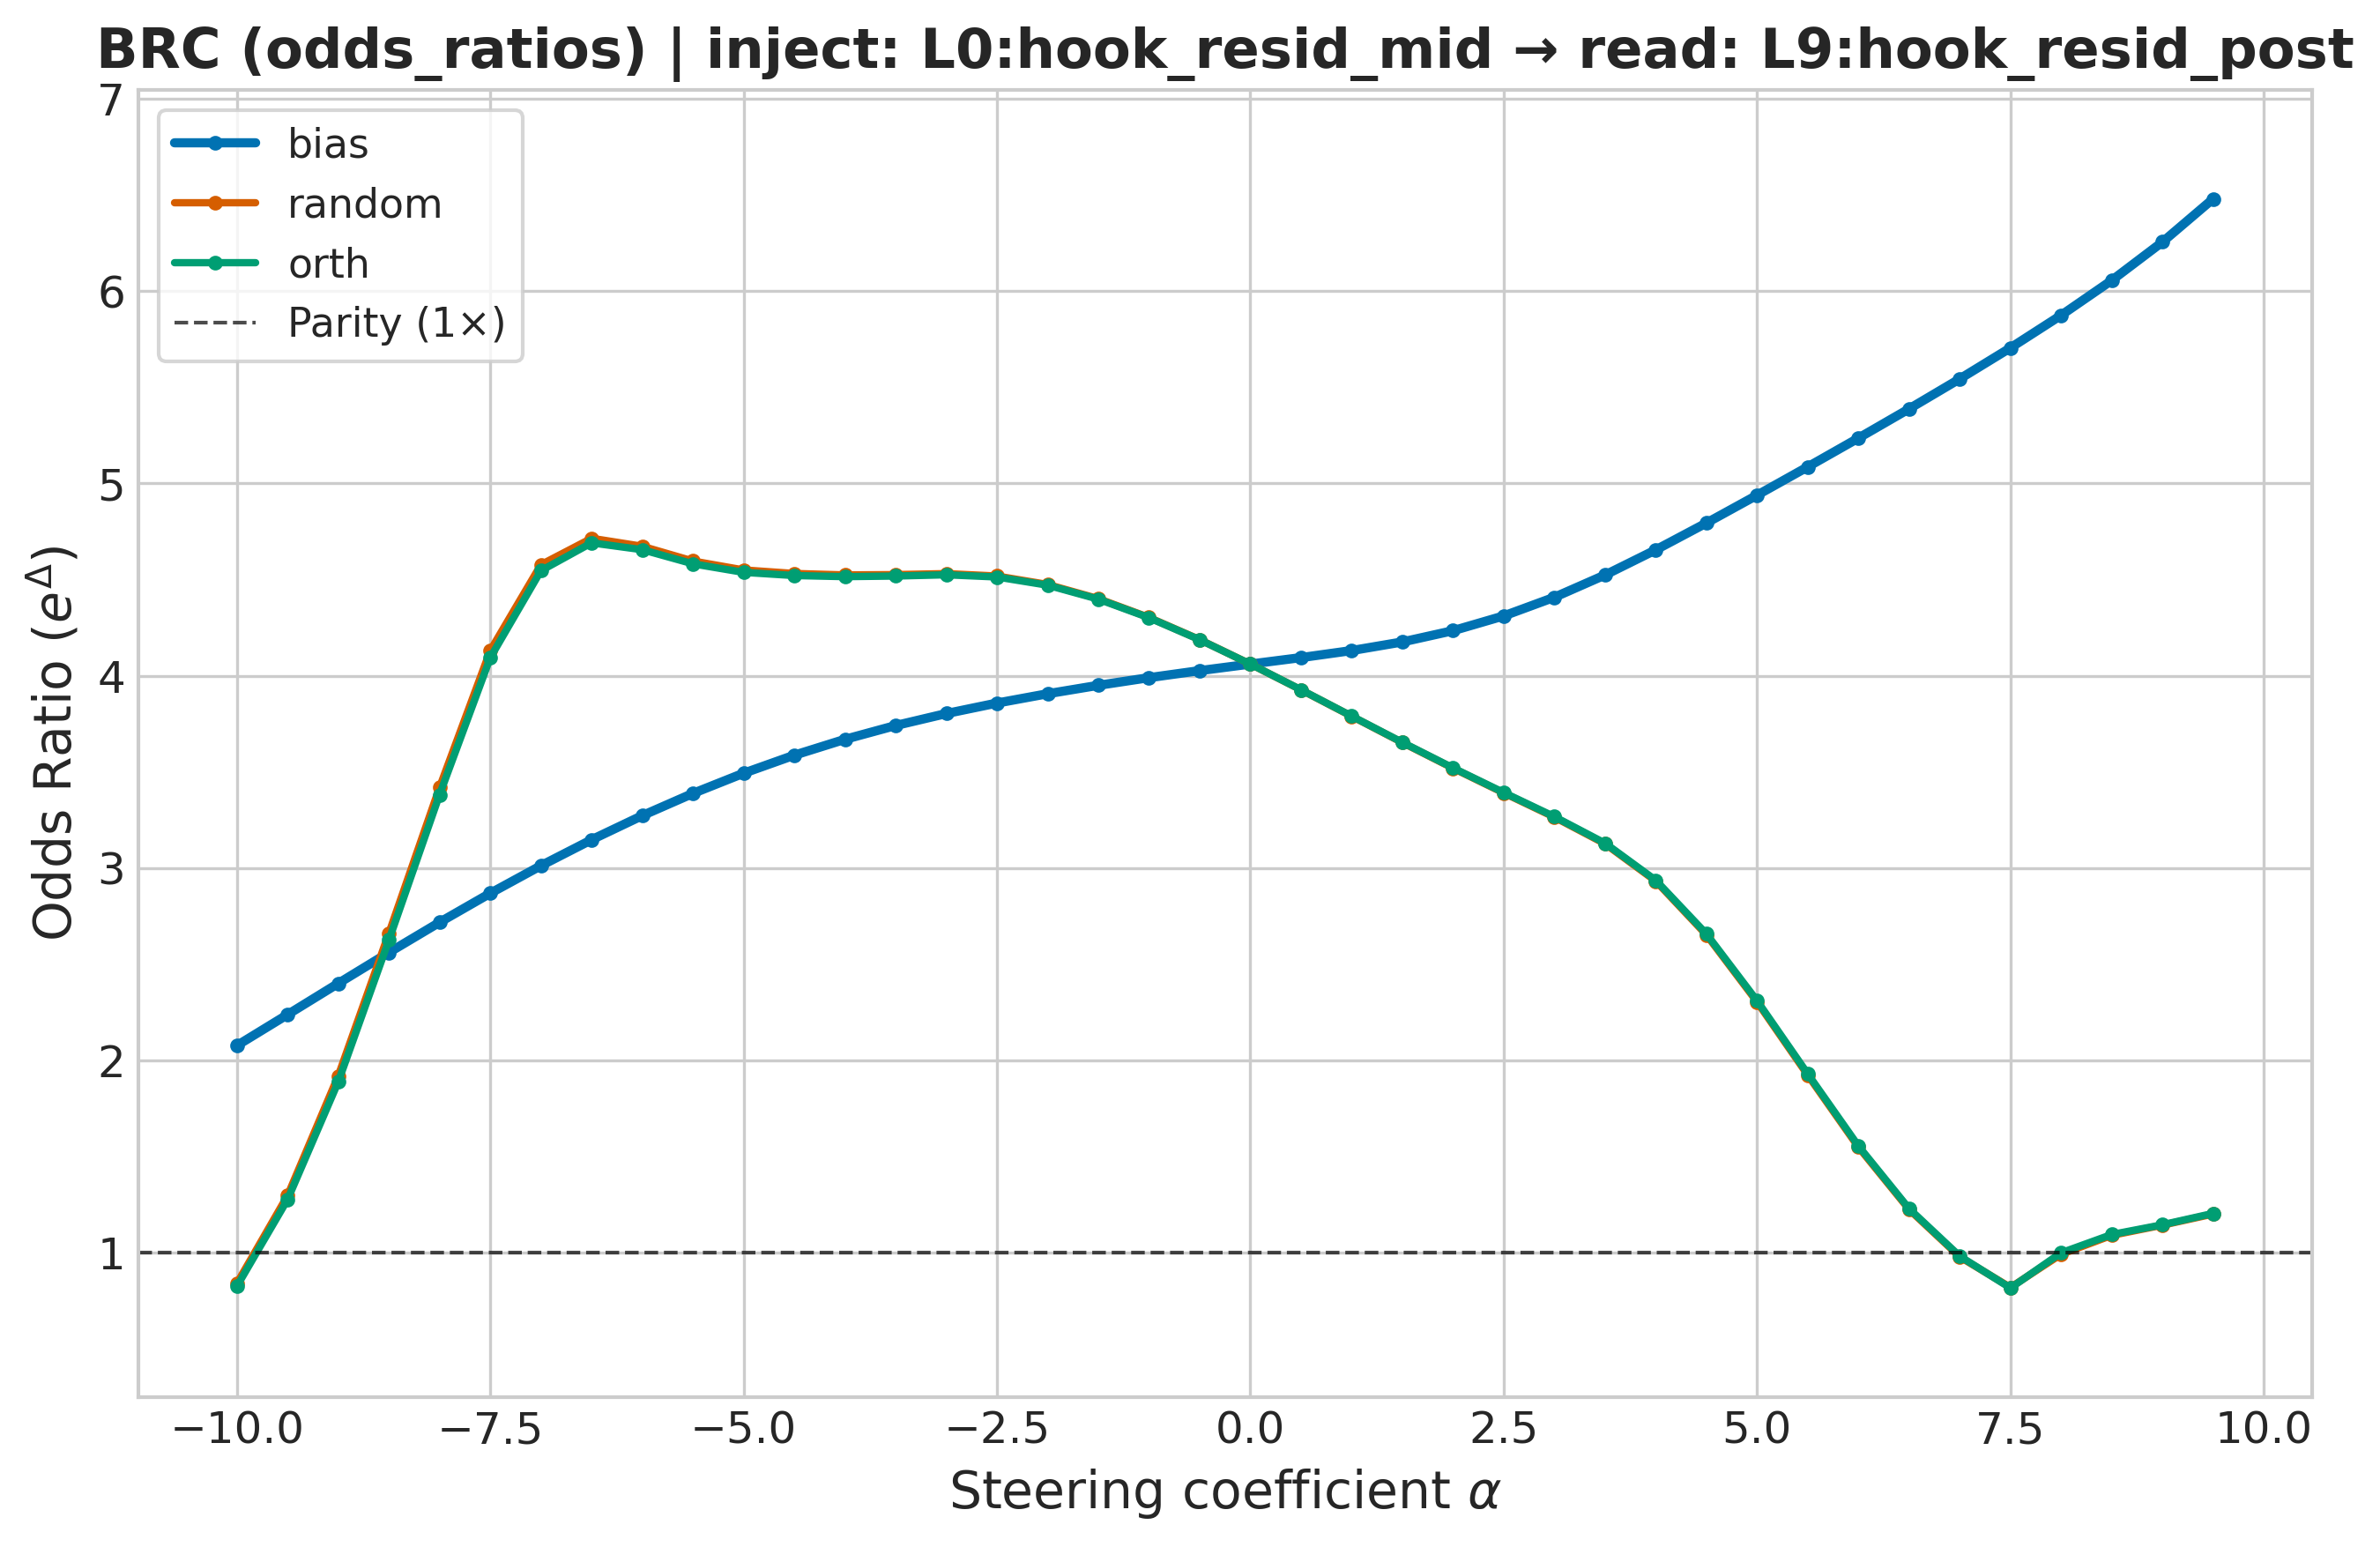 BRC (odds_ratios) | inject: L0:hook_resid_mid → read: L9:hook_resid_post
7
6
5
4
3
2
1
Odds Ratio (e^Δ)
bias
random
orth
Parity (1×)
−10.0 −7.5 −5.0 −2.5 0.0 2.5 5.0 7.5 10.0
Steering coefficient α